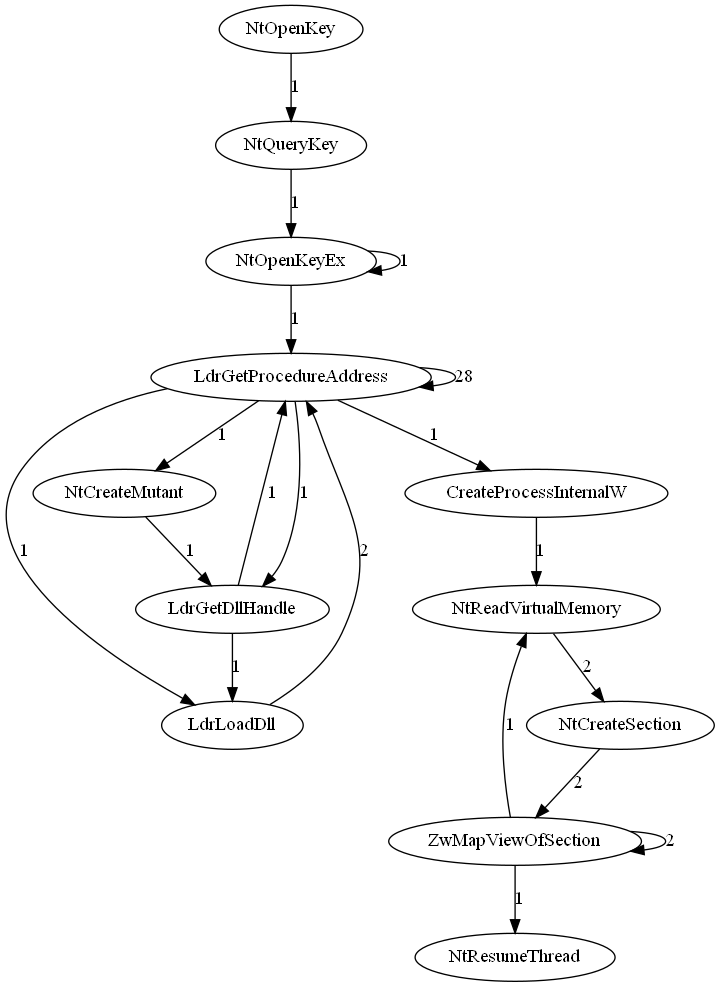 NtOpenKey
1
NtQueryKey
1
NtOpenKeyEx
1
1
LdrGetProcedureAddress
28
1
1
NtCreateMutant
CreateProcessInternalW
1
1
1
2
1
1
LdrGetDllHandle
NtReadVirtualMemory
1
2
LdrLoadDll
1
NtCreateSection
2
ZwMapViewOfSection
2
1
NtResumeThread